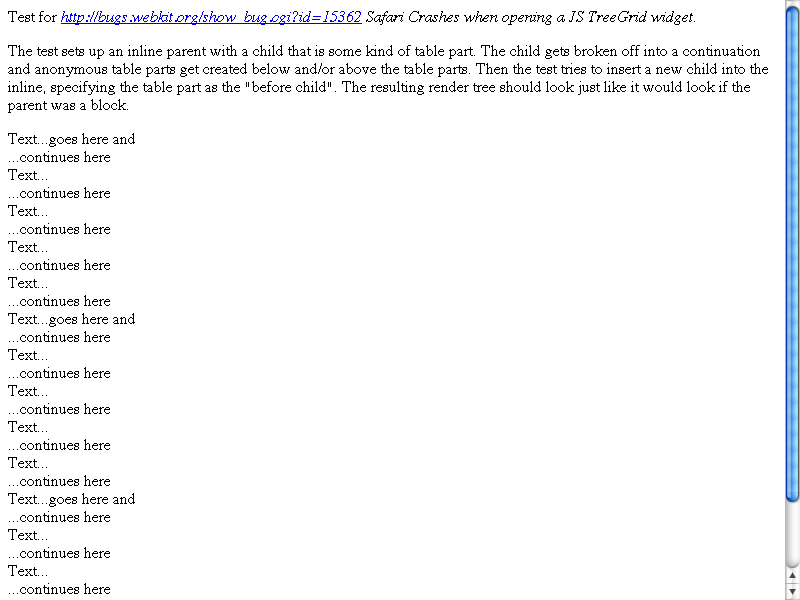 Test for http://bugs.webkit.org/show_bug.cgi?id=15362 Safari Crashes when opening a JS TreeGrid widget.
The test sets up an inline parent with a child that is some kind of table part. The child gets broken off into a continuation
and anonymous table parts get created below and/or above the table parts. Then the test tries to insert a new child into the
inline, specifying the table part as the "before child". The resulting render tree should look just like it would look if the
parent was a block.
Text...goes here and
...continues here
Text...
...continues here
Text...
...continues here
Text...
...continues here
Text...
...continues here
Text...goes here and
...continues here
Text...
...continues here
Text...
...continues here
Text...
...continues here
Text...
...continues here
Text...goes here and
...continues here
Text...
...continues here
Text...
...continues here